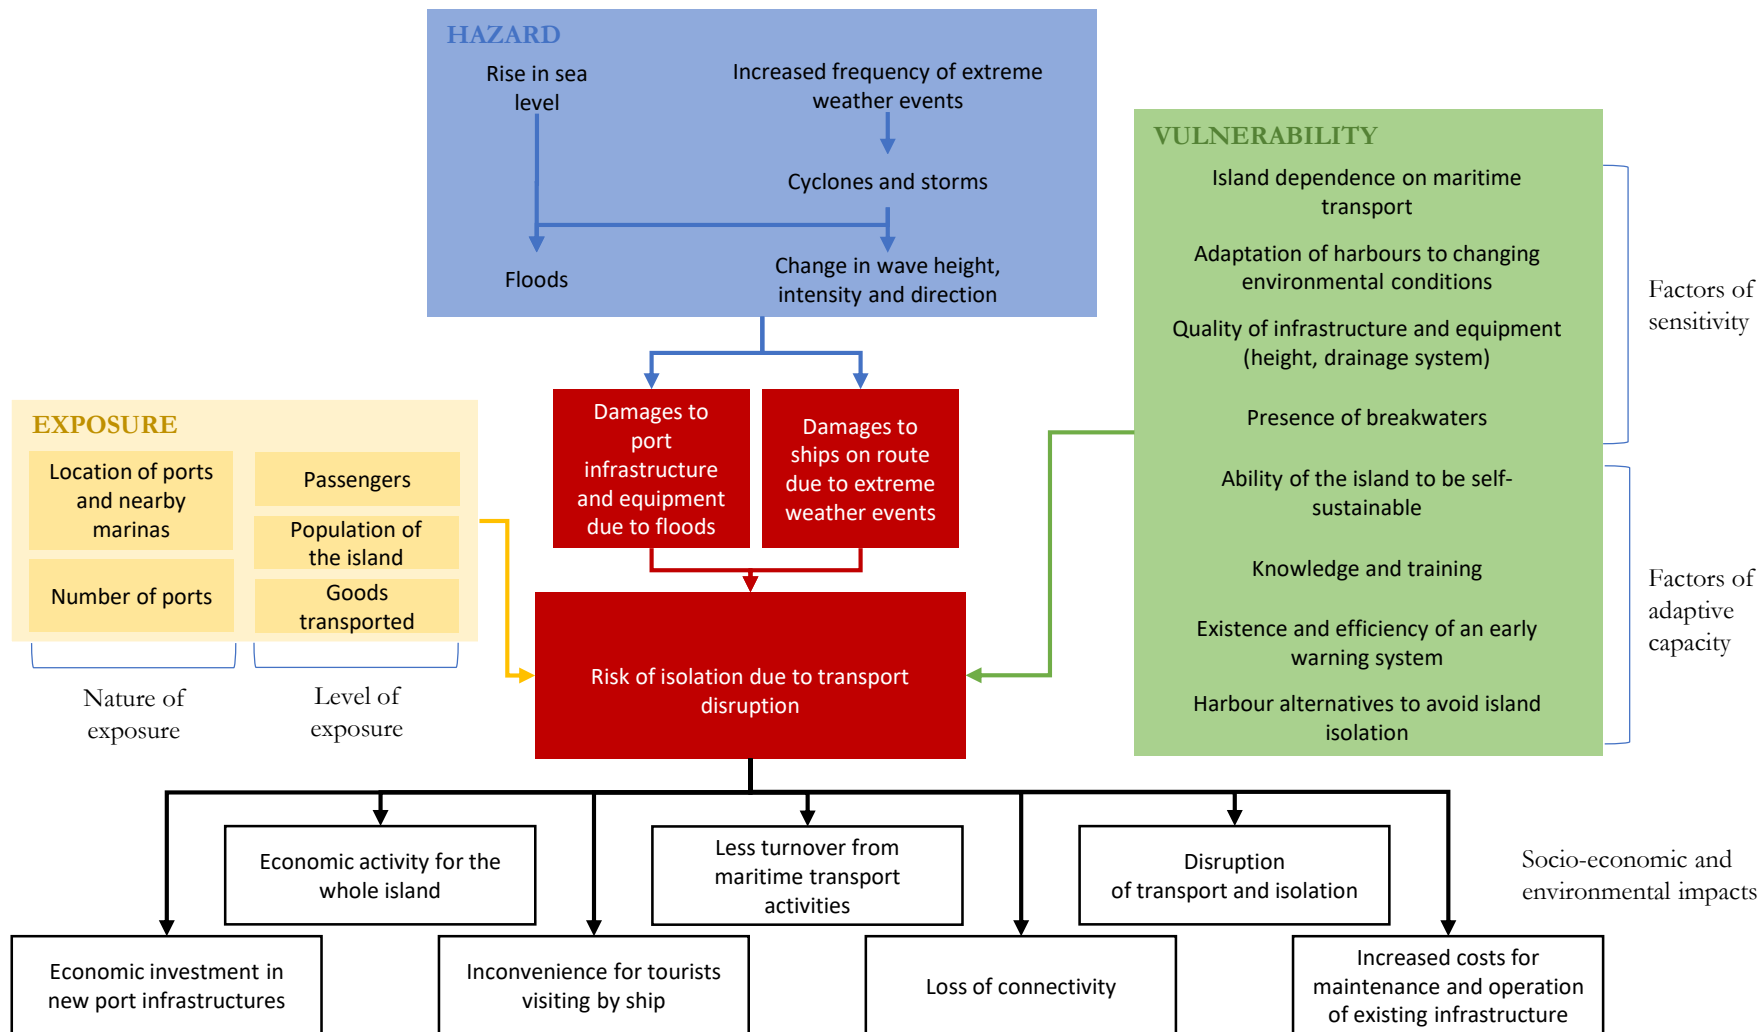 HAZARD
Rise in sea
level
Increased frequency of extreme
weather events
Cyclones and storms
Floods
Change in wave height,
intensity and direction
VULNERABILITY
Island dependence on maritime
transport
Adaptation of harbours to changing
environmental conditions
Quality of infrastructure and equipment
(height, drainage system)
Presence of breakwaters
Ability of the island to be self-
sustainable
Knowledge and training
Existence and efficiency of an early
warning system
Harbour alternatives to avoid island
isolation
Factors of
sensitivity
Factors of
adaptive
capacity
EXPOSURE
Location of ports
and nearby
marinas
Number of ports
Passengers
Population of
the island
Goods
transported
Nature of
exposure
Level of
exposure
Damages to
port
infrastructure
and equipment
due to floods
Damages to
ships on route
due to extreme
weather events
Risk of isolation due to transport
disruption
Economic activity for the
whole island
Less turnover from
maritime transport
activities
Disruption
of transport and isolation
Socio-economic and
environmental impacts
Economic investment in
new port infrastructures
Inconvenience for tourists
visiting by ship
Loss of connectivity
Increased costs for
maintenance and operation
of existing infrastructure